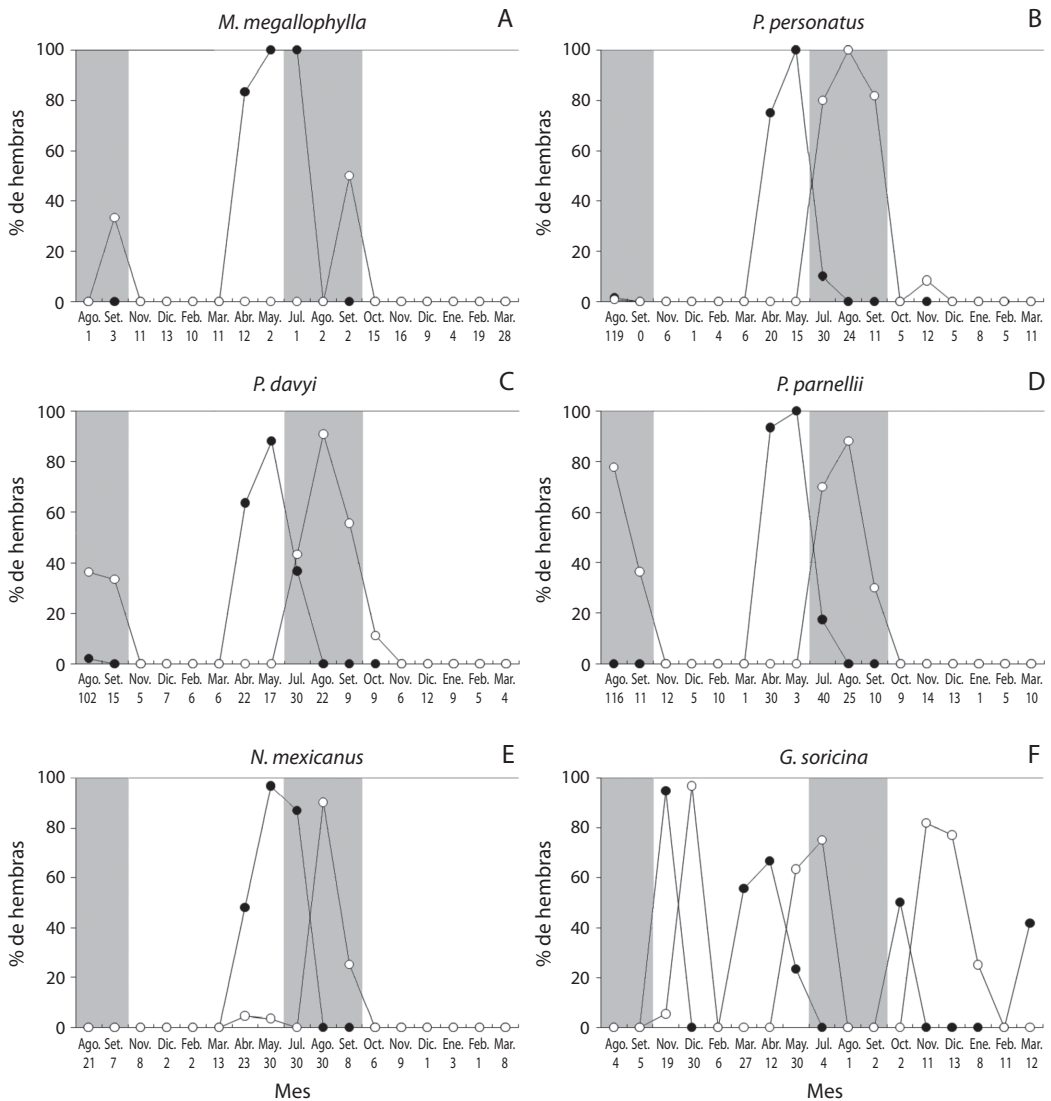 M. megallophylla
A
% de hembras
100
80
60
40
20
0
Ago. Set. Nov. Dic. Feb. Mar. Abr. May. Jul. Ago. Set. Oct. Nov. Dic. Ene. Feb. Mar.
1 3 11 13 10 11 12 2 1 2 2 15 16 9 4 19 28
P. personatus
B
% de hembras
100
80
60
40
20
0
Ago. Set. Nov. Dic. Feb. Mar. Abr. May. Jul. Ago. Set. Oct. Nov. Dic. Ene. Feb. Mar.
119 0 6 1 4 6 20 15 30 24 11 5 12 5 8 5 11
P. davyi
C
% de hembras
100
80
60
40
20
0
Ago. Set. Nov. Dic. Feb. Mar. Abr. May. Jul. Ago. Set. Oct. Nov. Dic. Ene. Feb. Mar.
102 15 5 7 6 6 22 17 30 22 9 9 6 12 9 5 4
P. parnellii
D
% de hembras
100
80
60
40
20
0
Ago. Set. Nov. Dic. Feb. Mar. Abr. May. Jul. Ago. Set. Oct. Nov. Dic. Ene. Feb. Mar.
116 11 12 5 10 1 30 3 40 25 10 9 14 13 1 5 10
N. mexicanus
E
% de hembras
100
80
60
40
20
0
Ago. Set. Nov. Dic. Feb. Mar. Abr. May. Jul. Ago. Set. Oct. Nov. Dic. Ene. Feb. Mar.
21 7 8 2 2 13 23 30 30 30 8 6 9 1 3 1 8
Mes
G. soricina
F
% de hembras
100
80
60
40
20
0
Ago. Set. Nov. Dic. Feb. Mar. Abr. May. Jul. Ago. Set. Oct. Nov. Dic. Ene. Feb. Mar.
4 5 19 30 6 27 12 30 4 1 2 2 11 13 8 11 12
Mes